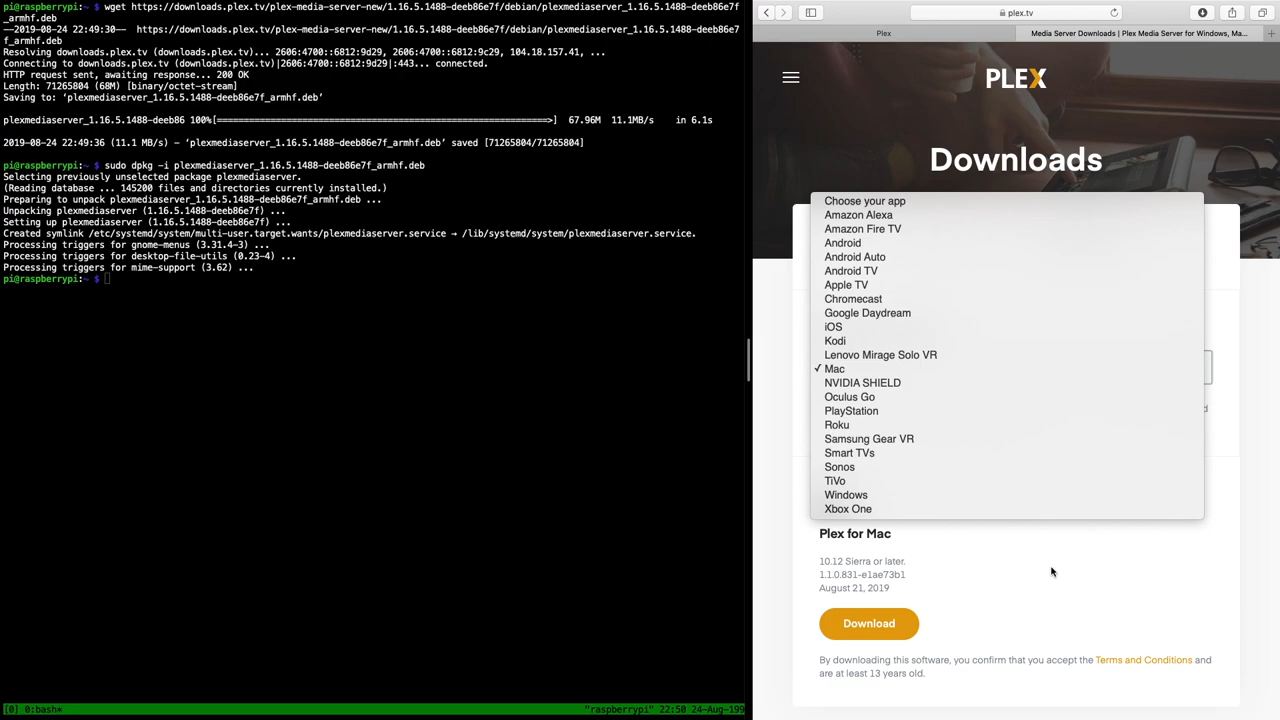 pi@raspberrypi:~ $ wget https://downloads.plex.tv/plex-media-server-new/1.16.5.1488-deeb86e7f/debian/plexmediaserver_1.16.5.1488-deeb86e7f
_armhf.deb
--2019-08-24 22:49:30-- https://downloads.plex.tv/plex-media-server-new/1.16.5.1488-deeb86e7f/debian/plexmediaserver_1.16.5.1488-deeb86e7
f_armhf.deb
Resolving downloads.plex.tv (downloads.plex.tv)... 2606:4700::6812:9d29, 2606:4700::6812:9c29, 104.18.157.41, ...
Connecting to downloads.plex.tv (downloads.plex.tv)|2606:4700::6812:9d29|:443... connected.
HTTP request sent, awaiting response... 200 OK
Length: 71265804 (68M) [binary/octet-stream]
Saving to: ‘plexmediaserver_1.16.5.1488-deeb86e7f_armhf.deb’
plexmediaserver_1.16.5.1488-deeb86 100%[==========================================================>] 67.96M 11.1MB/s in 6.1s
2019-08-24 22:49:36 (11.1 MB/s) - ‘plexmediaserver_1.16.5.1488-deeb86e7f_armhf.deb’ saved [71265804/71265804]
pi@raspberrypi:~ $ sudo dpkg -i plexmediaserver_1.16.5.1488-deeb86e7f_armhf.deb
Selecting previously unselected package plexmediaserver.
(Reading database ... 145200 files and directories currently installed.)
Preparing to unpack plexmediaserver_1.16.5.1488-deeb86e7f_armhf.deb ...
Unpacking plexmediaserver (1.16.5.1488-deeb86e7f) ...
Setting up plexmediaserver (1.16.5.1488-deeb86e7f) ...
Created symlink /etc/systemd/system/multi-user.target.wants/plexmediaserver.service → /lib/systemd/system/plexmediaserver.service.
Processing triggers for gnome-menus (3.31.4-3) ...
Processing triggers for desktop-file-utils (0.23-4) ...
Processing triggers for mime-support (3.62) ...
pi@raspberrypi:~ $
[0] 0:bash* "raspberrypi" 22:50 24-Aug-199
plex.tv
Plex
Media Server Downloads | Plex Media Server for Windows, Ma...
PLEX
Downloads
Choose your app
Amazon Alexa
Amazon Fire TV
Android
Android Auto
Android TV
Apple TV
Chromecast
Google Daydream
iOS
Kodi
Lenovo Mirage Solo VR
✓ Mac
NVIDIA SHIELD
Oculus Go
PlayStation
Roku
Samsung Gear VR
Smart TVs
Sonos
TiVo
Windows
Xbox One
d
Plex for Mac
10.12 Sierra or later.
1.1.0.831-e1ae73b1
August 21, 2019
Download
By downloading this software, you confirm that you accept the Terms and Conditions and
are at least 13 years old.